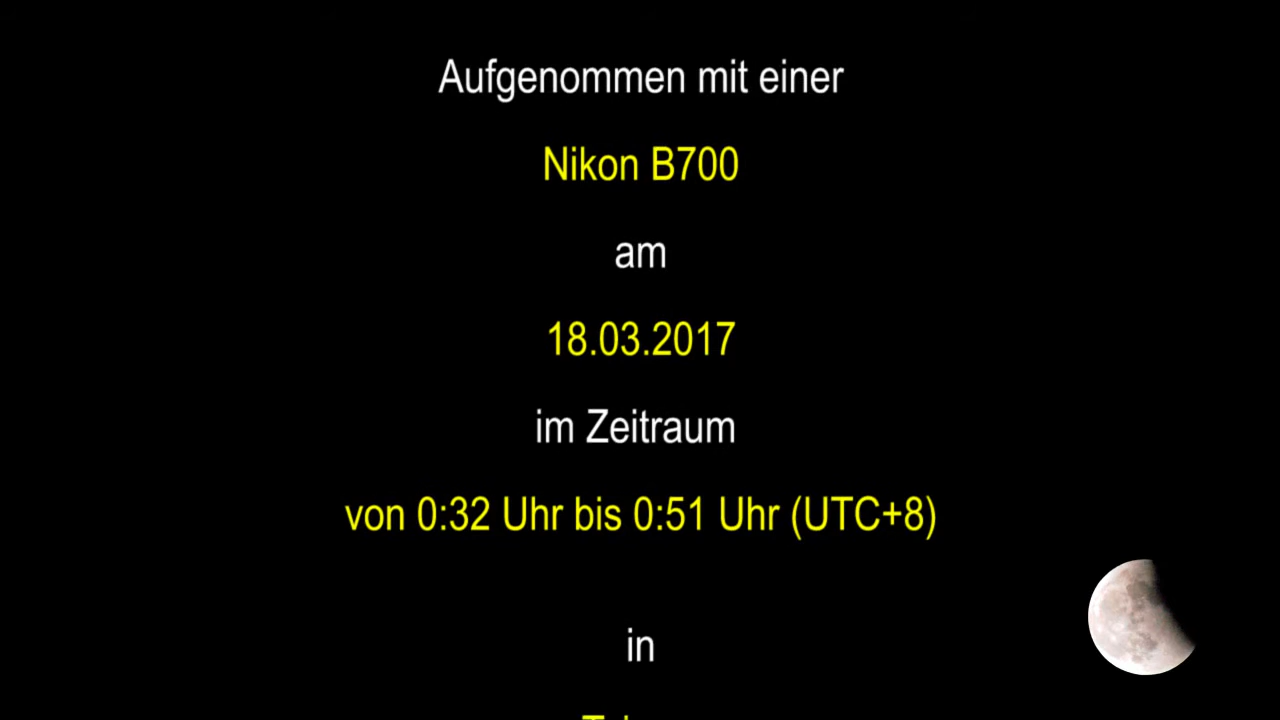 Aufgenommen mit einer
Nikon B700
am
18.03.2017
im Zeitraum
von 0:32 Uhr bis 0:51 Uhr (UTC+8)
in